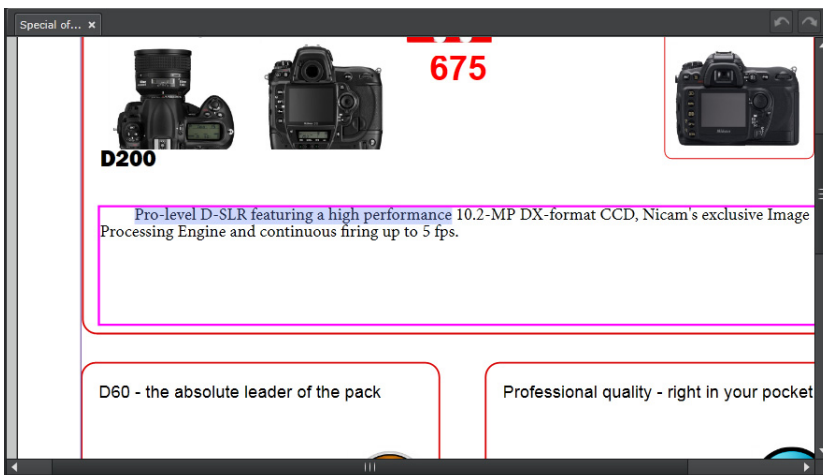 Special of...
675
D200
Pro-level D-SLR featuring a high performance 10.2-MP DX-format CCD, Nicam's exclusive Image
Processing Engine and continuous firing up to 5 fps.
D60 - the absolute leader of the pack
Professional quality - right in your pocket